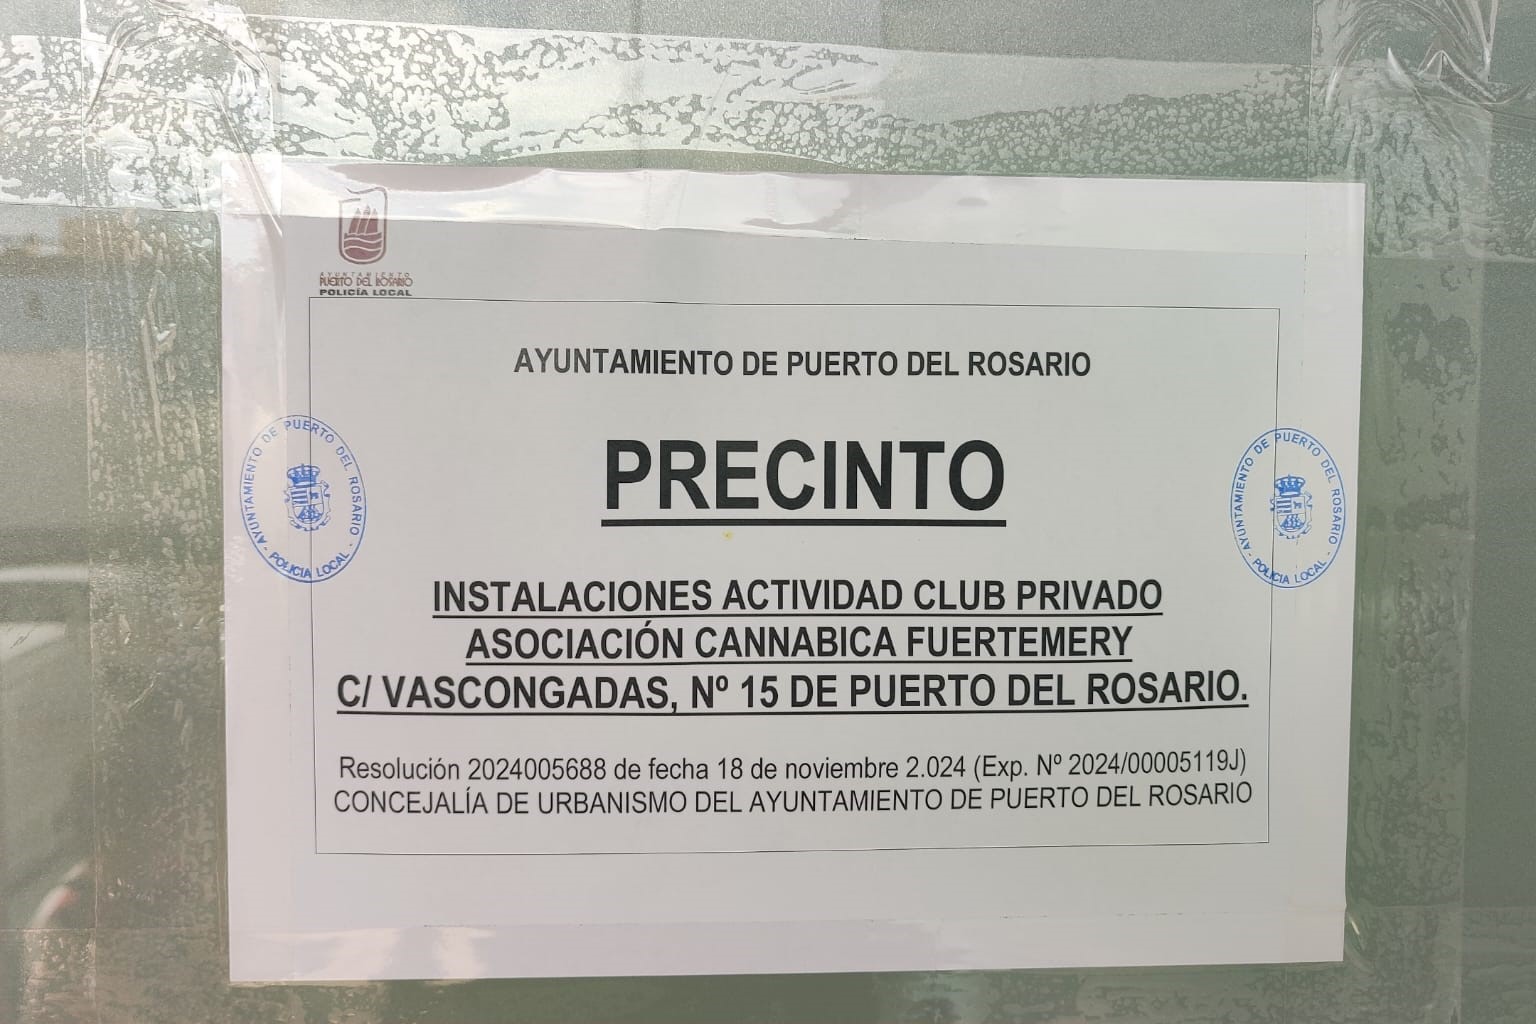 AYUNTAMIENTO
PUERTO DEL ROSARIO
POLICÍA LOCAL
AYUNTAMIENTO DE PUERTO DEL ROSARIO
PRECINTO
AYUNTAMIENTO DE PUERTO DEL ROSARIO - POLICIA LOCAL -
AYUNTAMIENTO DE PUERTO DEL ROSARIO - POLICIA LOCAL -
INSTALACIONES ACTIVIDAD CLUB PRIVADO
ASOCIACIÓN CANNABICA FUERTEMERY
C/ VASCONGADAS, Nº 15 DE PUERTO DEL ROSARIO.
Resolución 2024005688 de fecha 18 de noviembre 2.024 (Exp. Nº 2024/00005119J)
CONCEJALÍA DE URBANISMO DEL AYUNTAMIENTO DE PUERTO DEL ROSARIO